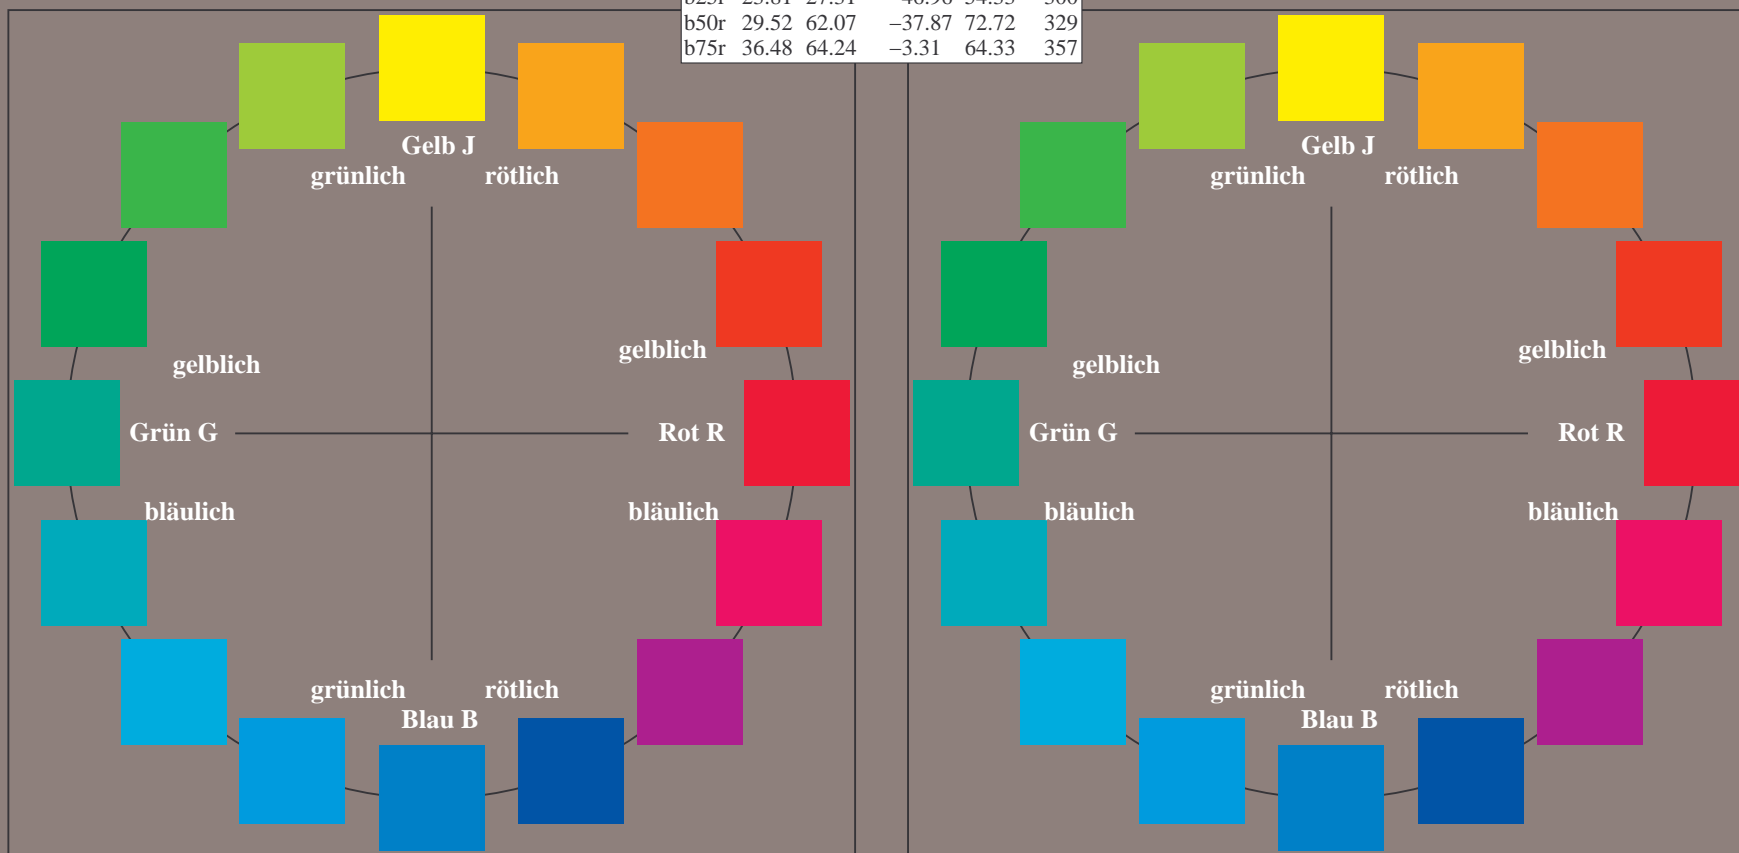 b50r 29.52 62.07 −37.87 72.72 329
b75r 36.48 64.24 −3.31 64.33 357
Gelb J
grünlich rötlich
gelblich
gelblich
Grün G
Rot R
bläulich
bläulich
grünlich rötlich
Blau B
Gelb J
grünlich rötlich
gelblich
gelblich
Grün G
Rot R
bläulich
bläulich
grünlich rötlich
Blau B